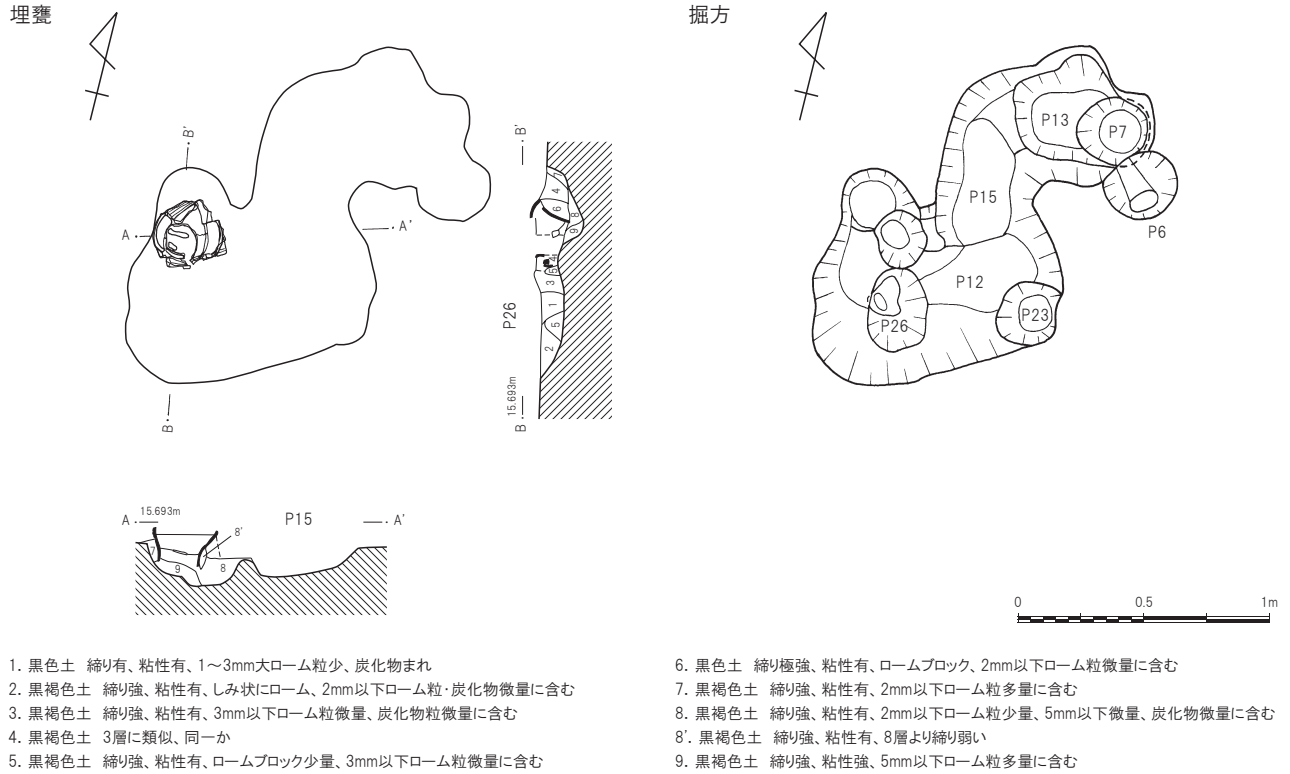 埋甕
掘方
B'
A
A'
B
B'
P26
15.693m
B
P13
P7
P15
P6
P12
P26
P23
A
15.693m
P15
A'
8'
7
9
8
7
4
6
8
9
4
5
3
1
5
2
0
0.5
1m
1. 黒色土 締り有、粘性有、1～3mm大ローム粒少、炭化物まれ
2. 黒褐色土 締り強、粘性有、しみ状にローム、2mm以下ローム粒・炭化物微量に含む
3. 黒褐色土 締り強、粘性有、3mm以下ローム粒微量、炭化物粒微量に含む
4. 黒褐色土 3層に類似、同一か
5. 黒褐色土 締り強、粘性有、ロームブロック少量、3mm以下ローム粒微量に含む
6. 黒色土 締り極強、粘性有、ロームブロック、2mm以下ローム粒微量に含む
7. 黒褐色土 締り強、粘性有、2mm以下ローム粒多量に含む
8. 黒褐色土 締り強、粘性有、2mm以下ローム粒少量、5mm以下微量、炭化物微量に含む
8'. 黒褐色土 締り強、粘性有、8層より締り弱い
9. 黒褐色土 締り強、粘性強、5mm以下ローム粒多量に含む